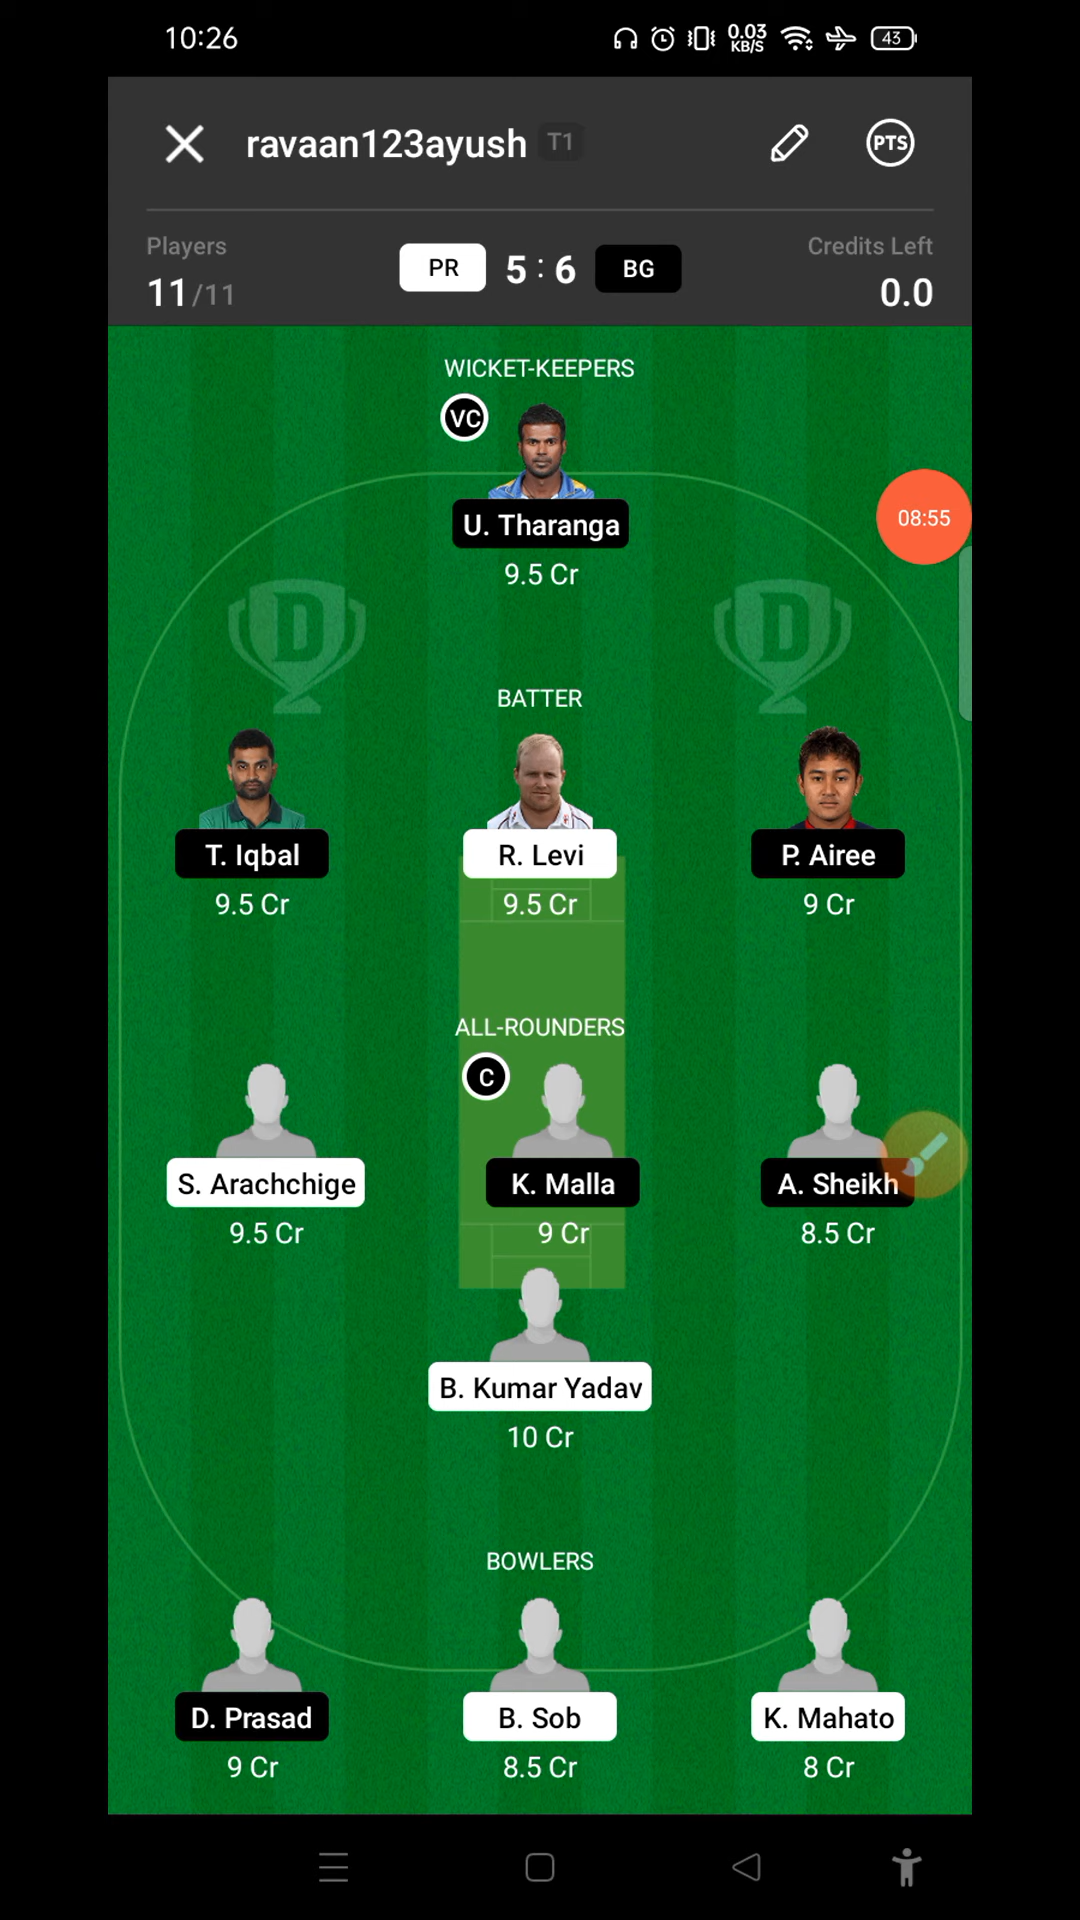 10:26
0.03
KB/S
43
ravaan123ayush T1
PTS
Players
Credits Left
11/11
PR 5 : 6 BG
0.0
WICKET-KEEPERS
VC
U. Tharanga
9.5 Cr
08:55
D D
BATTER
T. Iqbal R. Levi P. Airee
9.5 Cr 9.5 Cr 9 Cr
ALL-ROUNDERS
C
S. Arachchige K. Malla A. Sheikh
9.5 Cr 9 Cr 8.5 Cr
B. Kumar Yadav
10 Cr
BOWLERS
D. Prasad B. Sob K. Mahato
9 Cr 8.5 Cr 8 Cr